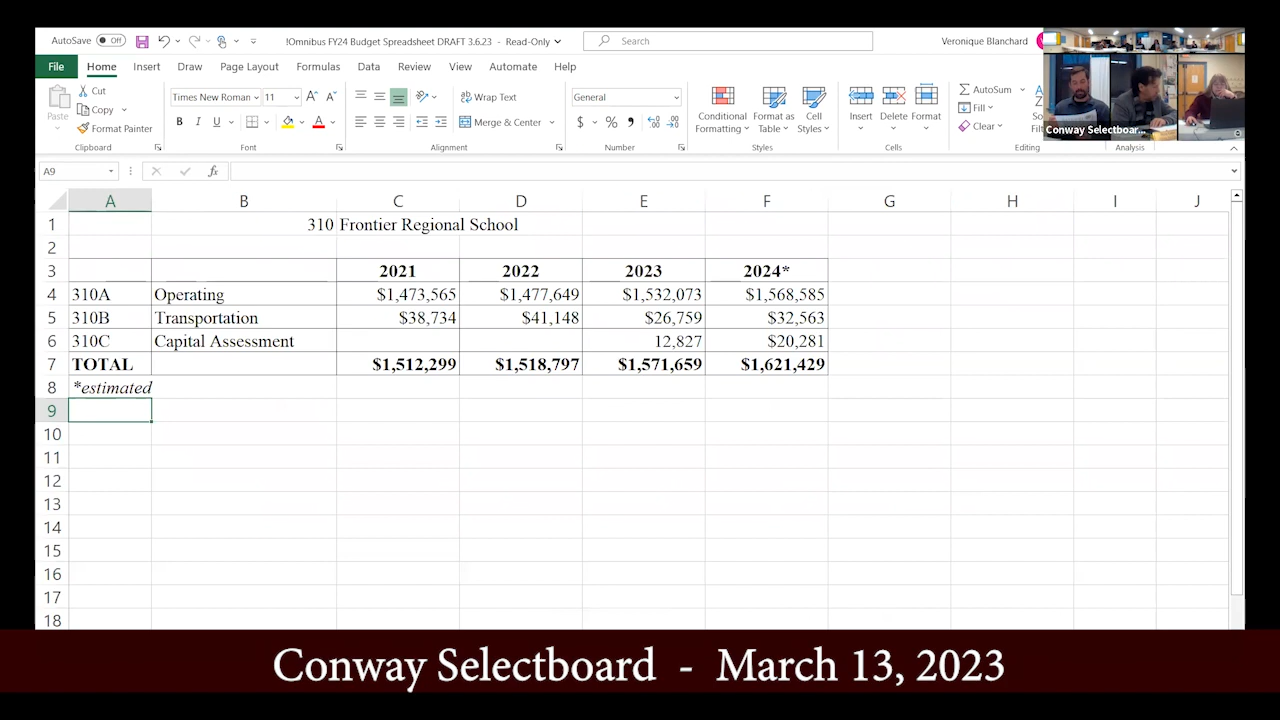 AutoSave Off !Omnibus FY24 Budget Spreadsheet DRAFT 3.6.23 - Read-Only Search Veronique Blanchard
File Home Insert Draw Page Layout Formulas Data Review View Automate Help
Paste Cut Copy Format Painter Clipboard
Times New Roman 11 A A B I U A Font
Wrap Text Merge & Center Alignment
General $ % , Number
Conditional Formatting Format as Table Cell Styles Styles
Insert Delete Format Cells
AutoSum Fill Clear Editing
Analysis
Conway Selectboar...
A9 fx
A B C D E F G H I J
1 310 Frontier Regional School
2
3 2021 2022 2023 2024*
4 310A Operating $1,473,565 $1,477,649 $1,532,073 $1,568,585
5 310B Transportation $38,734 $41,148 $26,759 $32,563
6 310C Capital Assessment 12,827 $20,281
7 TOTAL $1,512,299 $1,518,797 $1,571,659 $1,621,429
8 *estimated
9
10
11
12
13
14
15
16
17
18
Conway Selectboard - March 13, 2023